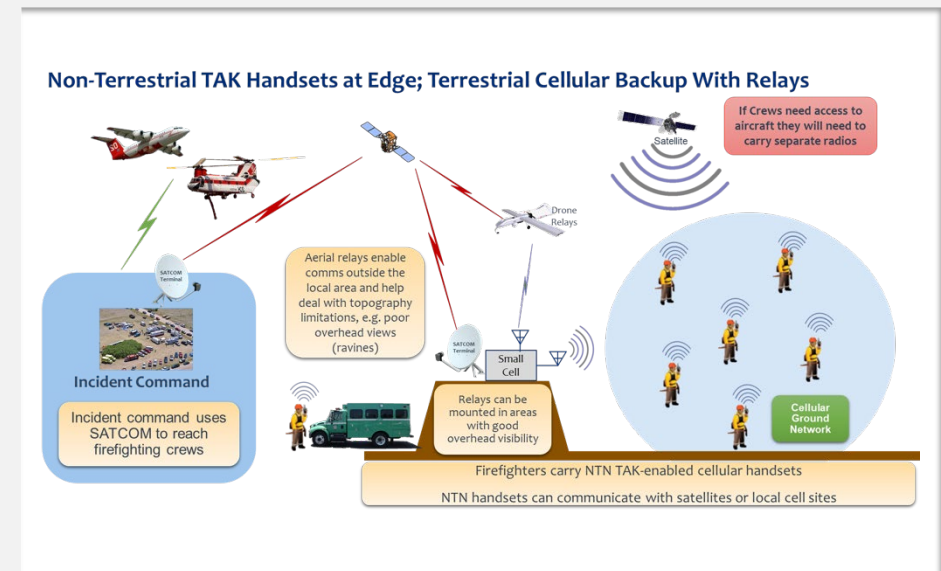 Non-Terrestrial TAK Handsets at Edge; Terrestrial Cellular Backup With Relays
If Crews need access to
aircraft they will need to
carry separate radios
Satellite
Drone
Relays
SATCOM
Terminal
Aerial relays enable
comms outside the
local area and help
deal with topography
limitations, e.g. poor
overhead views
(ravines)
SATCOM
Terminal
Small
Cell
Incident Command
Incident command uses
SATCOM to reach
firefighting crews
Relays can be
mounted in areas
with good
overhead visibility
Cellular
Ground
Network
Firefighters carry NTN TAK-enabled cellular handsets
NTN handsets can communicate with satellites or local cell sites